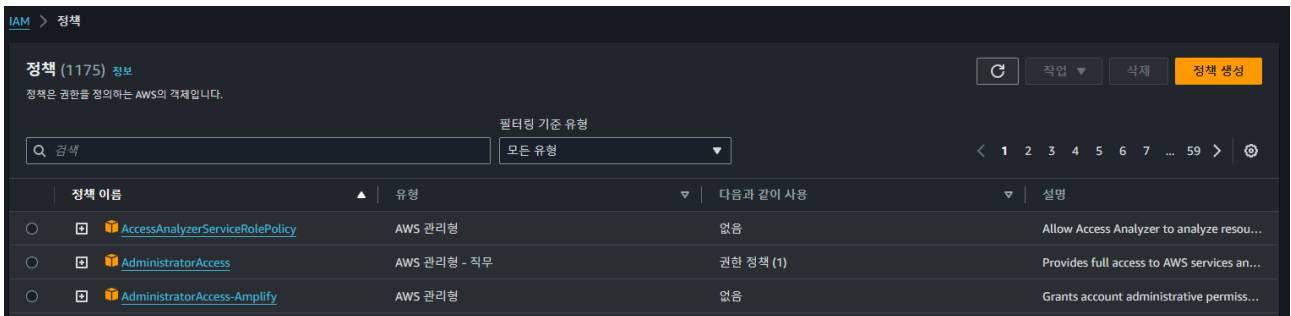 IAM > 정책
정책 (1175) 정보
작업 ▼ 삭제 정책 생성
정책은 권한을 정의하는 AWS의 객체입니다.
필터링 기준 유형
검색 모든 유형 ▼
< 1 2 3 4 5 6 7 ... 59 >
정책 이름 유형 다음과 같이 사용 설명
AccessAnalyzerServiceRolePolicy AWS 관리형 없음 Allow Access Analyzer to analyze resou...
AdministratorAccess AWS 관리형 - 직무 권한 정책 (1) Provides full access to AWS services an...
AdministratorAccess-Amplify AWS 관리형 없음 Grants account administrative permiss...